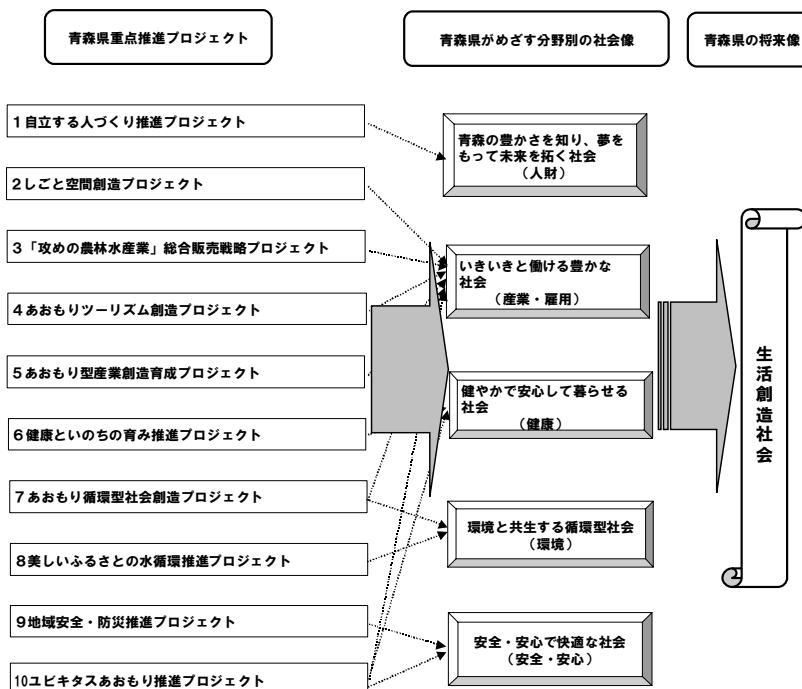 青森県重点推進プロジェクト
青森県がめざす分野別の社会像
青森県の将来像
1自立する人づくり推進プロジェクト
2しごと空間創造プロジェクト
3「攻めの農林水産業」総合販売戦略プロジェクト
4あおもりツーリズム創造プロジェクト
5あおもり型産業創造育成プロジェクト
6健康といのちの育み推進プロジェクト
7あおもり循環型社会創造プロジェクト
8美しいふるさとの水循環推進プロジェクト
9地域安全・防災推進プロジェクト
10ユビキタスあおもり推進プロジェクト
青森の豊かさを知り、夢を
もって未来を拓く社会
(人財)
いきいきと働ける豊かな
社会
(産業・雇用)
健やかで安心して暮らせる
社会
(健康)
環境と共生する循環型社会
(環境)
安全・安心で快適な社会
(安全・安心)
生活創造社会